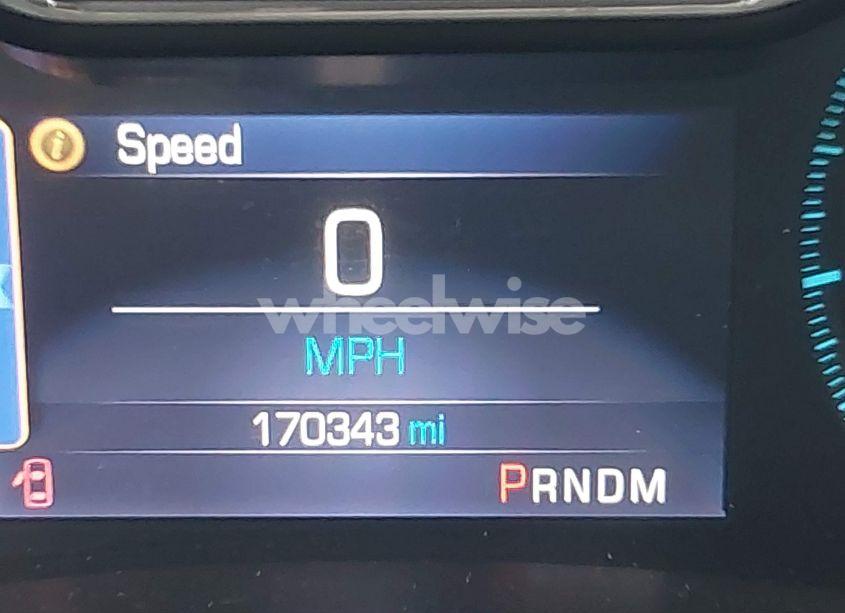 i Speed
0
wheelwise
MPH
170343 mi
PRNDM